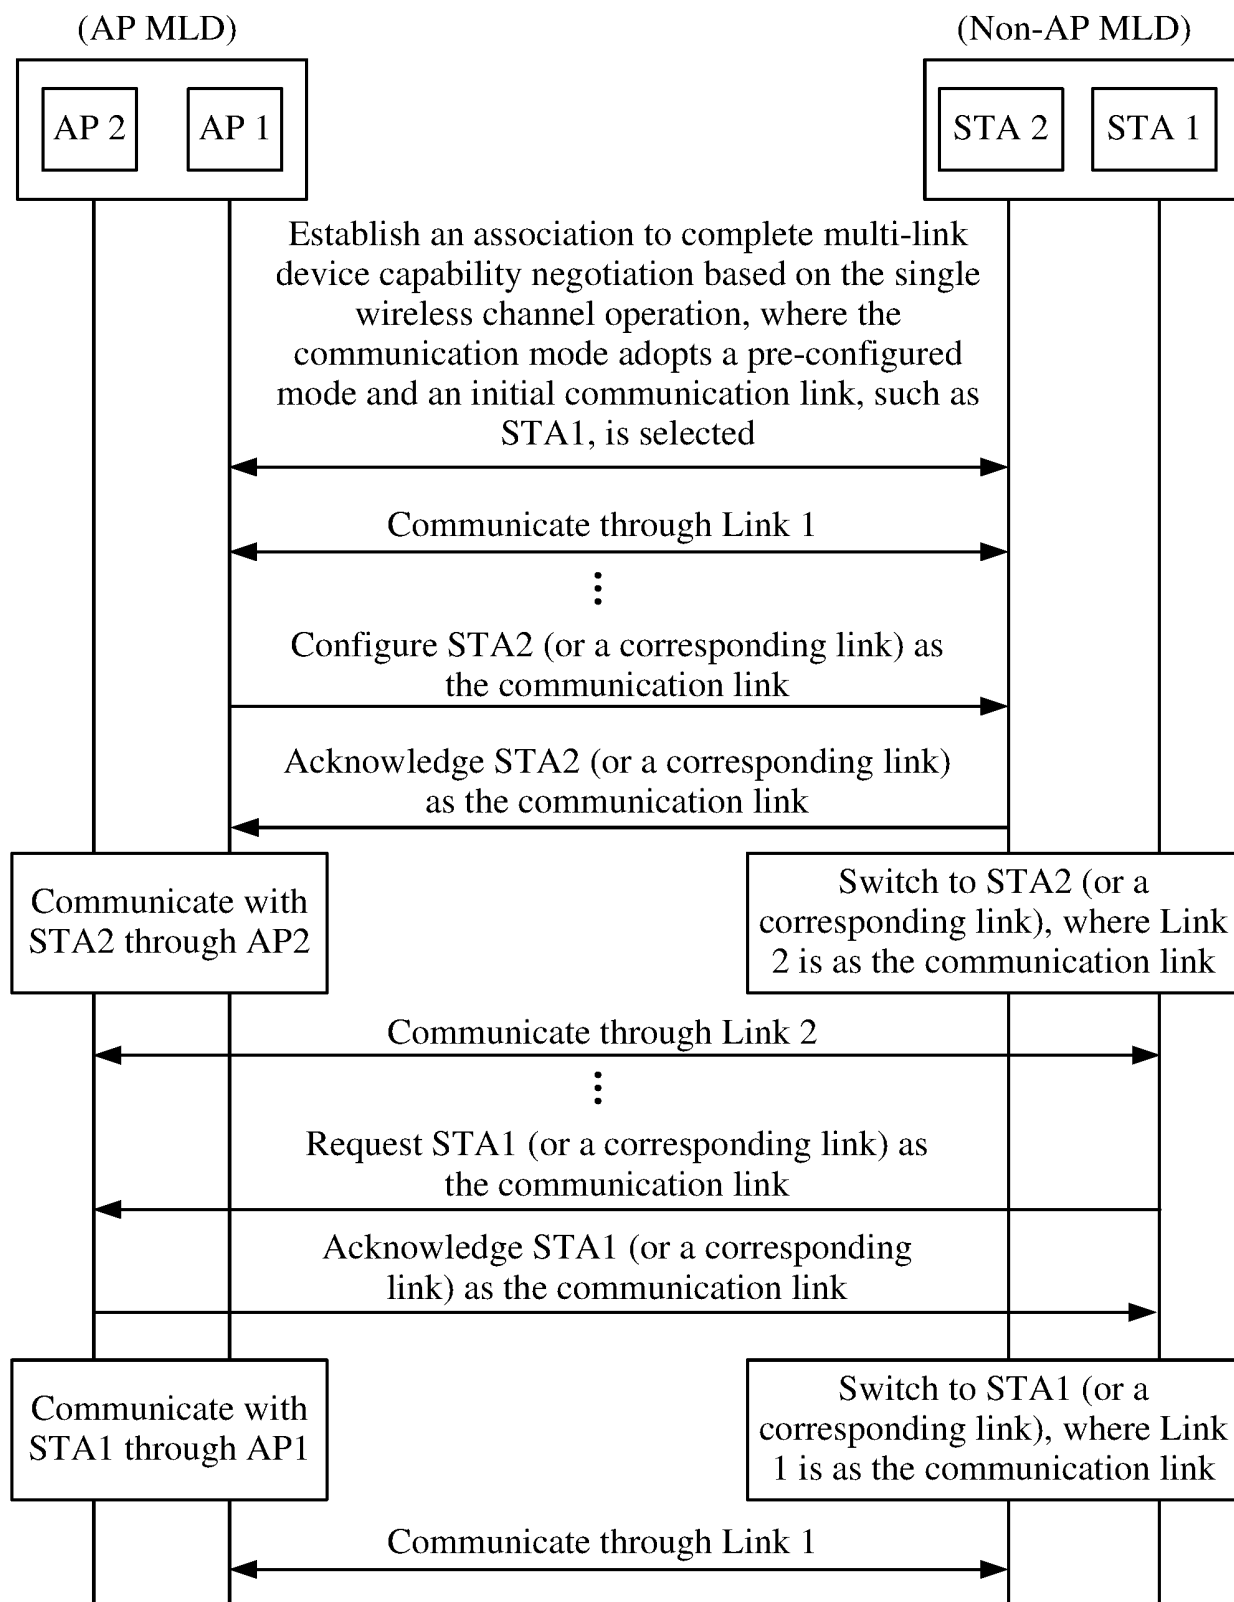 (AP MLD)
(Non-AP MLD)
AP 2
AP 1
STA 2
STA 1
Establish an association to complete multi-link
device capability negotiation based on the single
wireless channel operation, where the
communication mode adopts a pre-configured
mode and an initial communication link, such as
STA1, is selected
Communicate through Link 1
Configure STA2 (or a corresponding link) as
the communication link
Acknowledge STA2 (or a corresponding link)
as the communication link
Communicate with
STA2 through AP2
Switch to STA2 (or a
corresponding link), where Link
2 is as the communication link
Communicate through Link 2
Request STA1 (or a corresponding link) as
the communication link
Acknowledge STA1 (or a corresponding
link) as the communication link
Communicate with
STA1 through AP1
Switch to STA1 (or a
corresponding link), where Link
1 is as the communication link
Communicate through Link 1